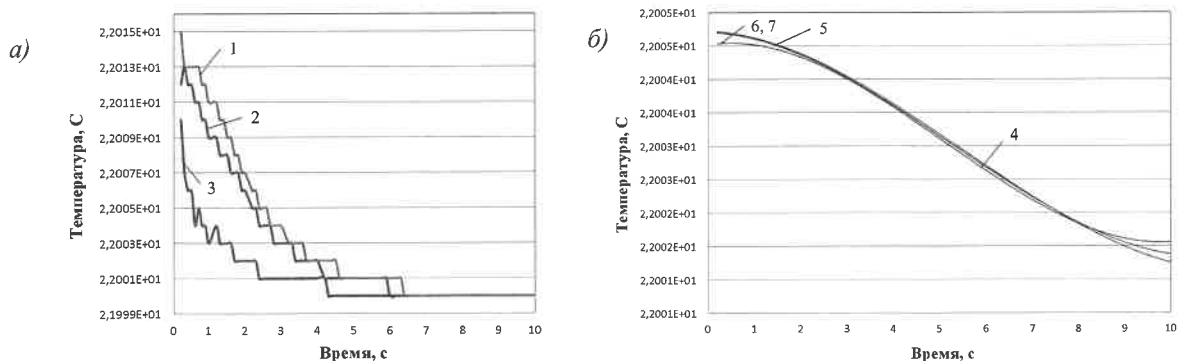 а)
Температура, С
2,2015E+01
2,2013E+01
2,2011E+01
2,2009E+01
2,2007E+01
2,2005E+01
2,2003E+01
2,2001E+01
2,1999E+01
1
2
3
0 1 2 3 4 5 6 7 8 9 10
Время, с
б)
Температура, С
2,2005E+01
2,2005E+01
2,2004E+01
2,2004E+01
2,2003E+01
2,2003E+01
2,2002E+01
2,2002E+01
2,2001E+01
2,2001E+01
6, 7
5
4
0 1 2 3 4 5 6 7 8 9 10
Время, с